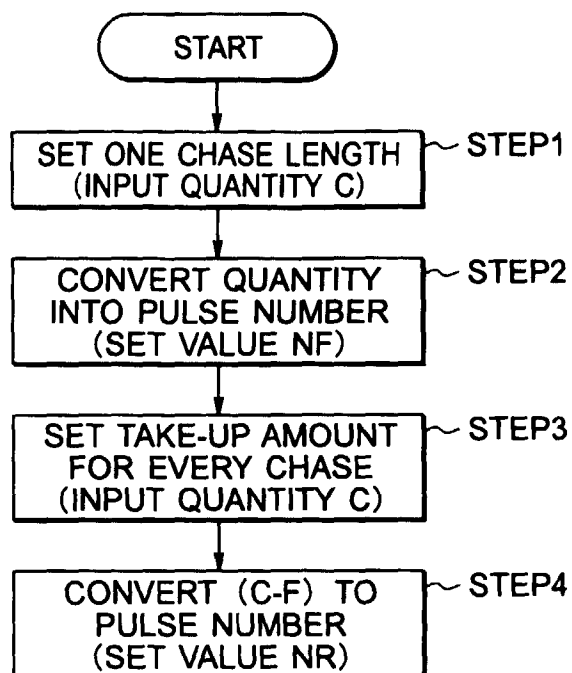 START
SET ONE CHASE LENGTH
(INPUT QUANTITY C)
STEP1
CONVERT QUANTITY
INTO PULSE NUMBER
(SET VALUE NF)
STEP2
SET TAKE-UP AMOUNT
FOR EVERY CHASE
(INPUT QUANTITY C)
STEP3
CONVERT (C-F) TO
PULSE NUMBER
(SET VALUE NR)
STEP4